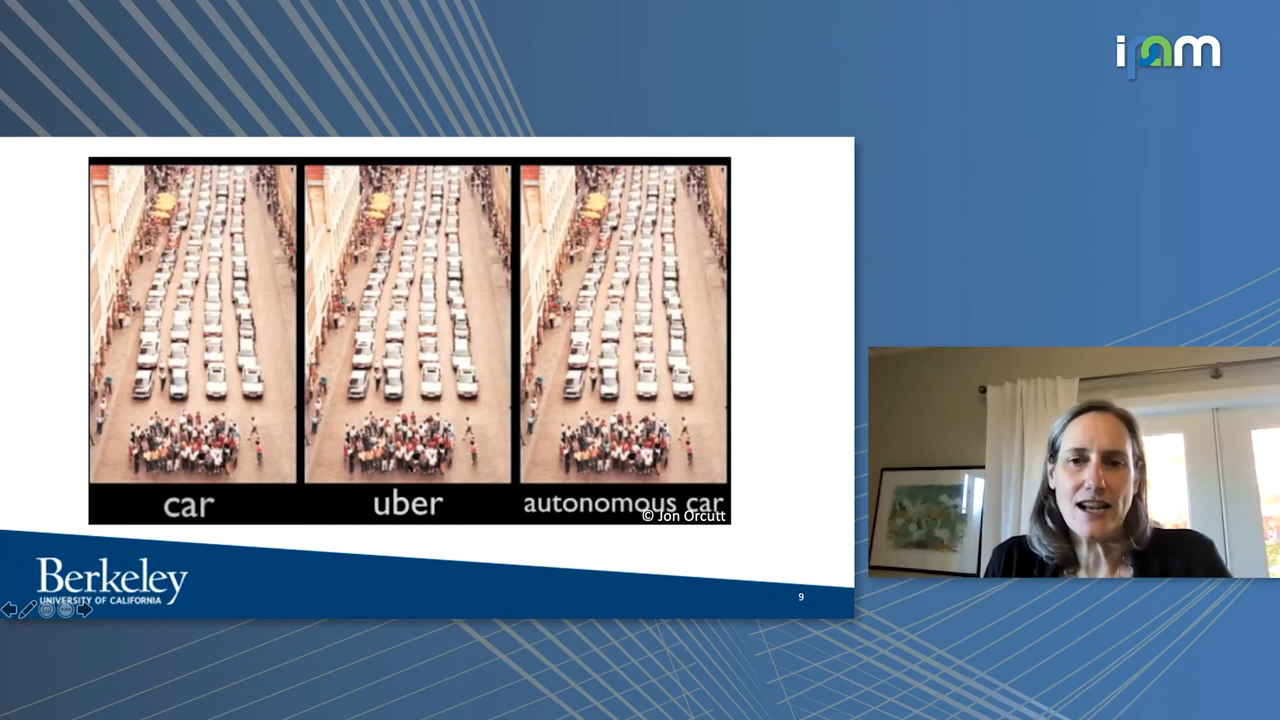 ipam
car
uber
autonomous car
© Jon Orcutt
Berkeley
UNIVERSITY OF CALIFORNIA
9